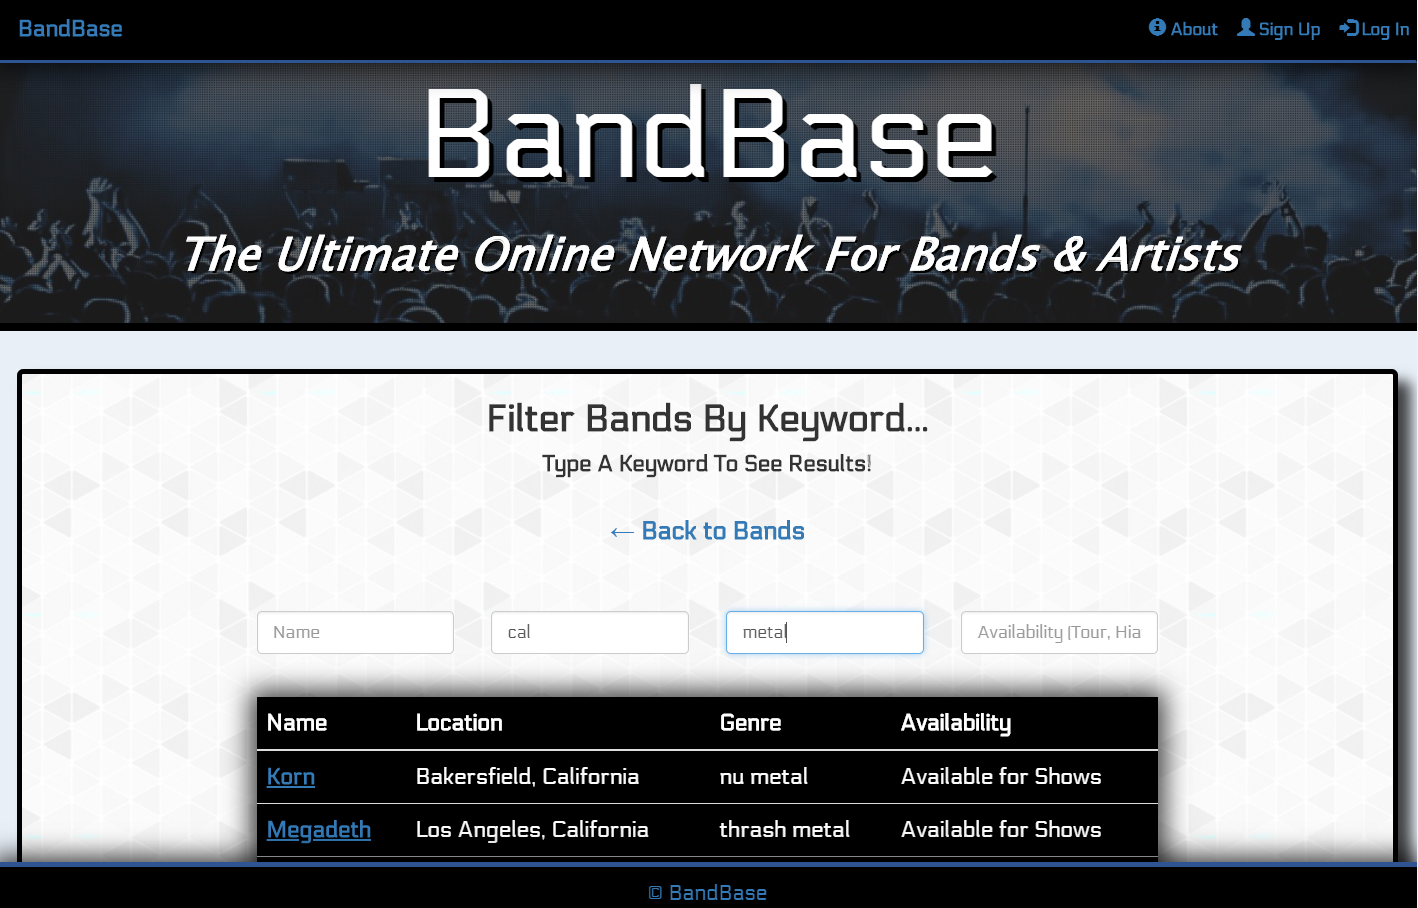 BandBase
About Sign Up Log In
BandBase
The Ultimate Online Network For Bands & Artists
Filter Bands By Keyword...
Type A Keyword To See Results!
← Back to Bands
Name cal metal Availability (Tour, Hia
Name Location Genre Availability
Korn Bakersfield, California nu metal Available for Shows
Megadeth Los Angeles, California thrash metal Available for Shows
© BandBase